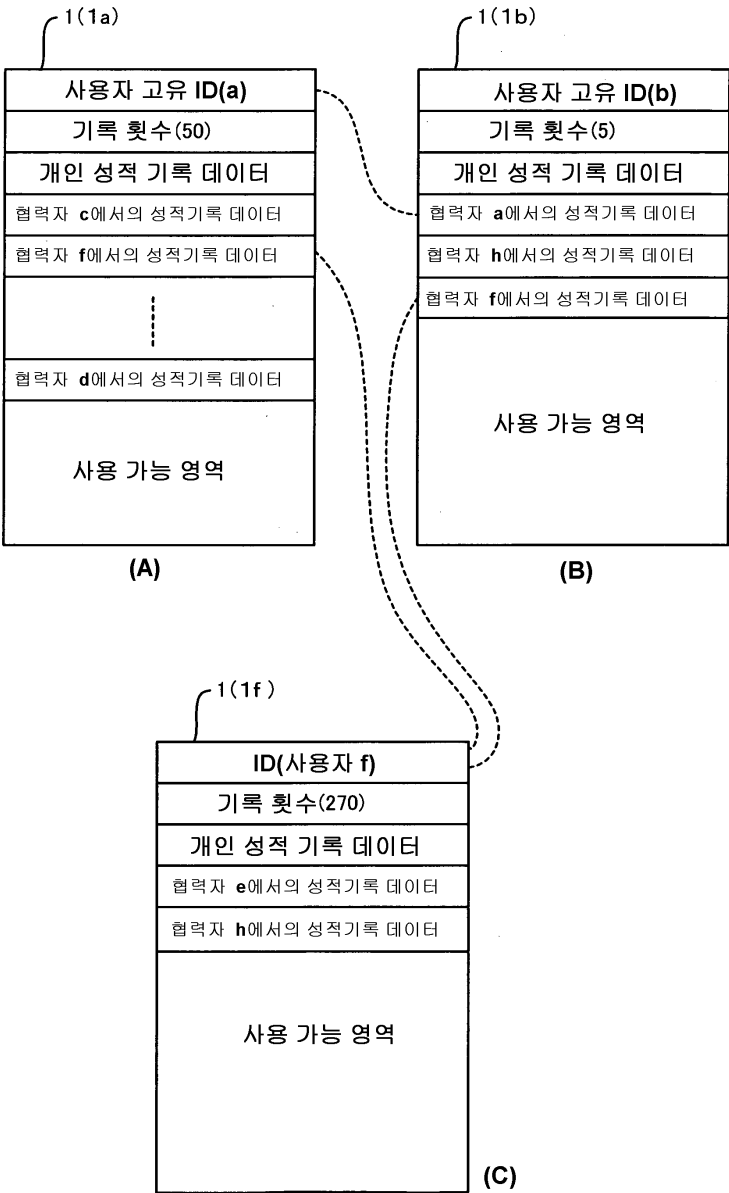 1(1a)
사용자 고유 ID(a)
기록 횟수(50)
개인 성적 기록 데이터
협력자 c에서의 성적기록 데이터
협력자 f에서의 성적기록 데이터
협력자 d에서의 성적기록 데이터
사용 가능 영역
(A)
1(1b)
사용자 고유 ID(b)
기록 횟수(5)
개인 성적 기록 데이터
협력자 a에서의 성적기록 데이터
협력자 h에서의 성적기록 데이터
협력자 f에서의 성적기록 데이터
사용 가능 영역
(B)
1(1f)
ID(사용자 f)
기록 횟수(270)
개인 성적 기록 데이터
협력자 e에서의 성적기록 데이터
협력자 h에서의 성적기록 데이터
사용 가능 영역
(C)